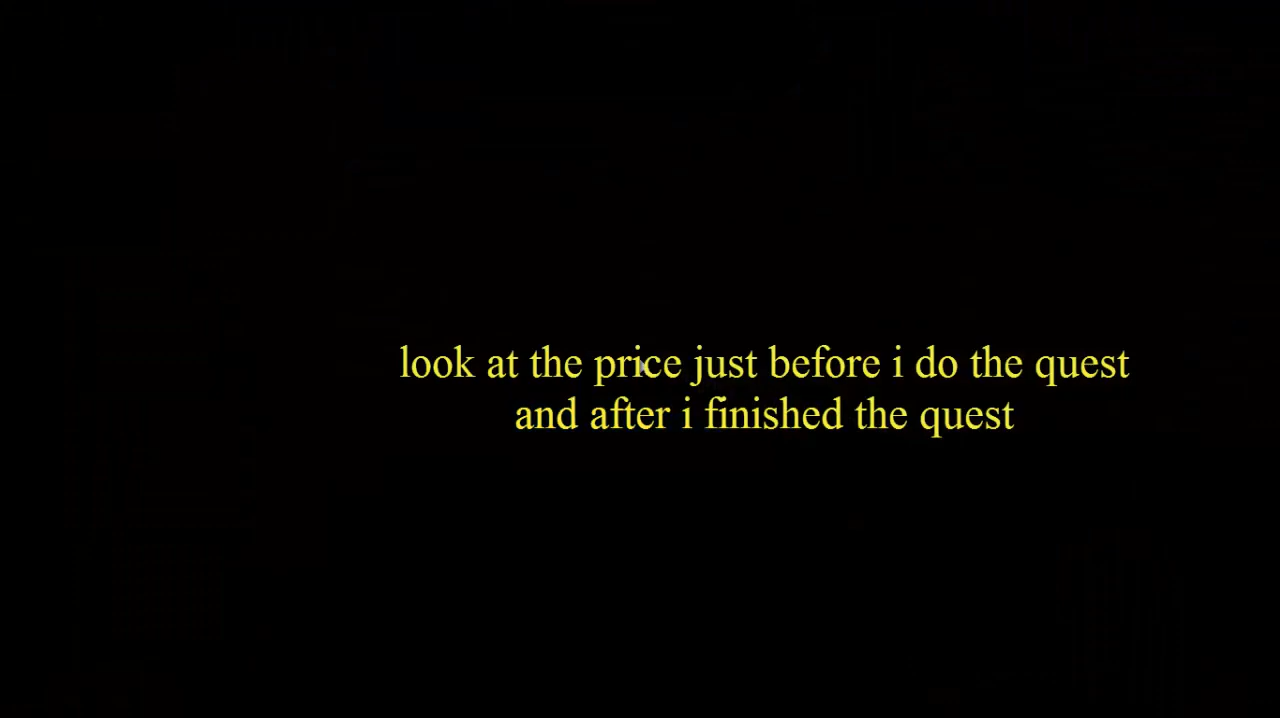 look at the price just before i do the quest
and after i finished the quest